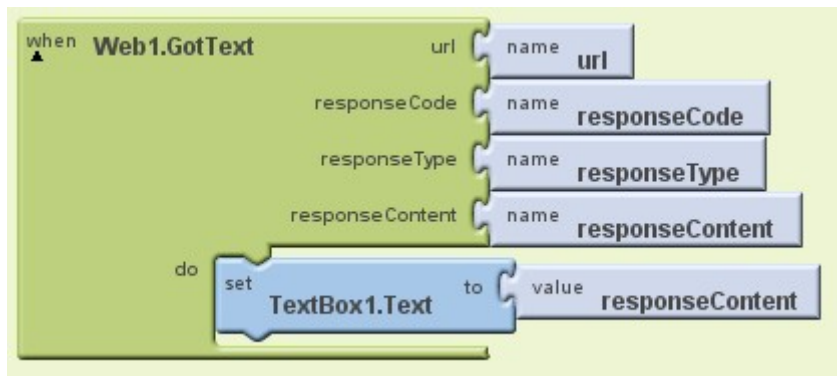 when Web1.GotText url name url
responseCode name responseCode
responseType name responseType
responseContent name responseContent
do set TextBox1.Text to value responseContent